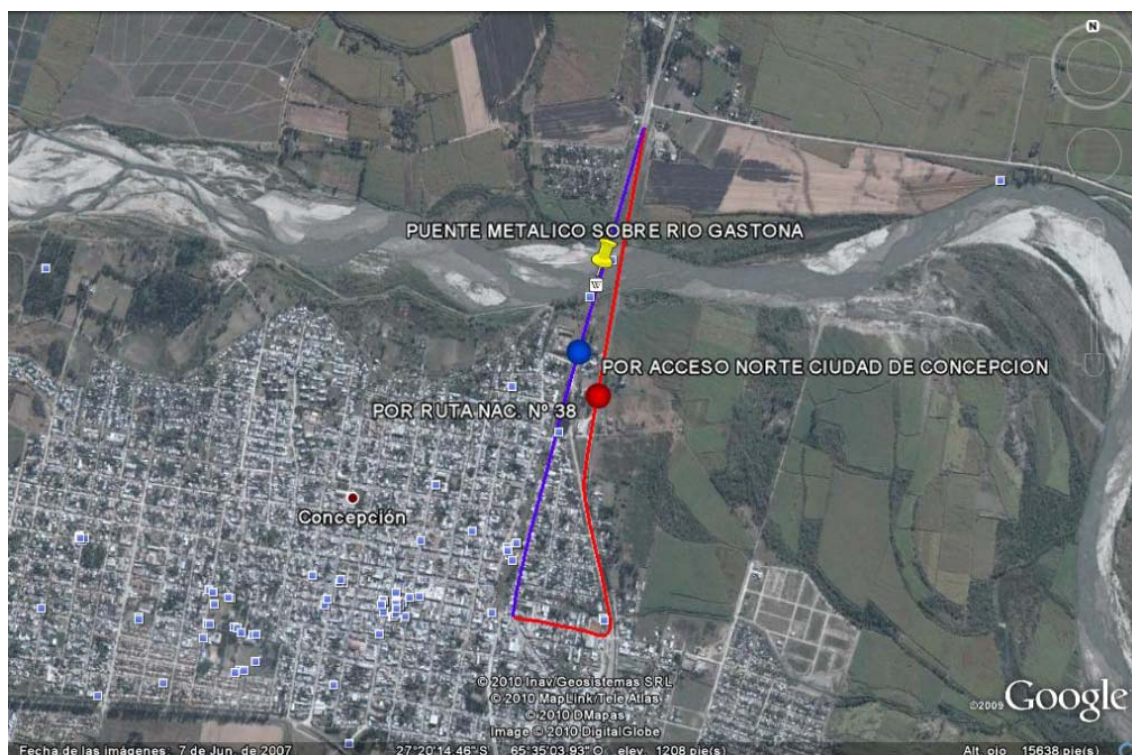 N
PUENTE METALICO SOBRE RIO GASTONA
W
POR ACCESO NORTE CIUDAD DE CONCEPCION
POR RUTA NAC. Nº 38
Concepción
© 2010 Inav/Geosistemas SRL
© 2010 MapLink/Tele Atlas
© 2010 DMapas
Image © 2010 DigitalGlobe
©2009 Google
Fecha de las imágenes 7 de Jun. de 2007 27°20'14.46"S 65°35'03.93"O elev. 1208 pie(s) Alt. ojo 15638 pie(s)